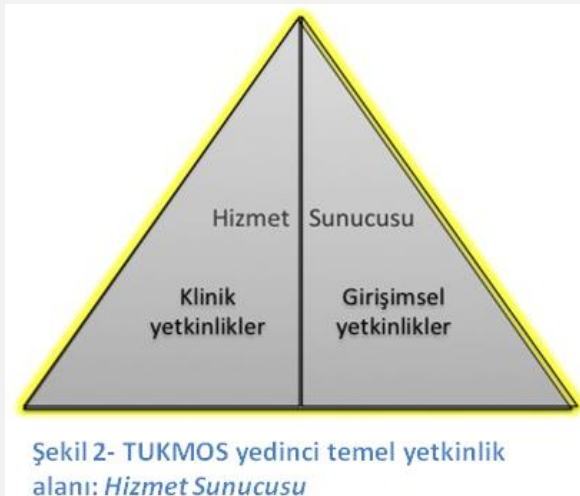 Hizmet Sunucusu
Klinik
yetkinlikler
Girişimsel
yetkinlikler
Şekil 2- TUKMOS yedinci temel yetkinlik
alanı: Hizmet Sunucusu